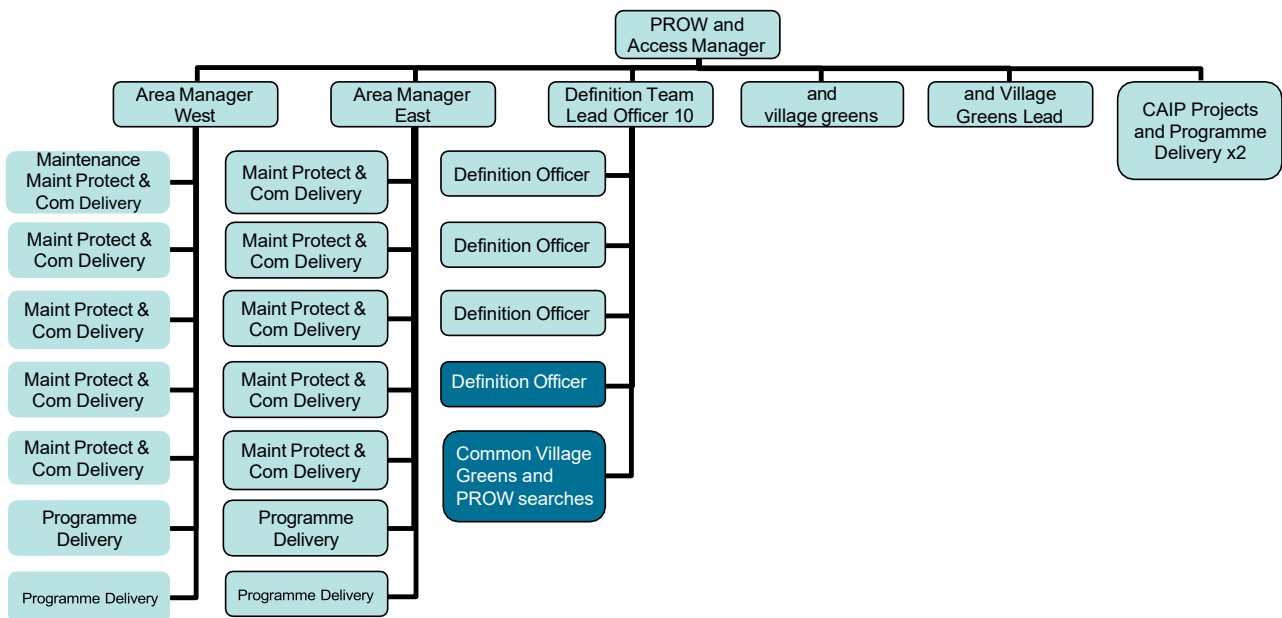 PROW and
Access Manager
Area Manager
West
Area Manager
East
Definition Team
Lead Officer 10
and
village greens
and Village
Greens Lead
CAIP Projects
and Programme
Delivery x2
Maintenance
Maint Protect &
Com Delivery
Maint Protect &
Com Delivery
Maint Protect &
Com Delivery
Maint Protect &
Com Delivery
Maint Protect &
Com Delivery
Programme
Delivery
Programme Delivery
Maint Protect &
Com Delivery
Maint Protect &
Com Delivery
Maint Protect &
Com Delivery
Maint Protect &
Com Delivery
Maint Protect &
Com Delivery
Programme
Delivery
Programme Delivery
Definition Officer
Definition Officer
Definition Officer
Definition Officer
Common Village
Greens and
PROW searches